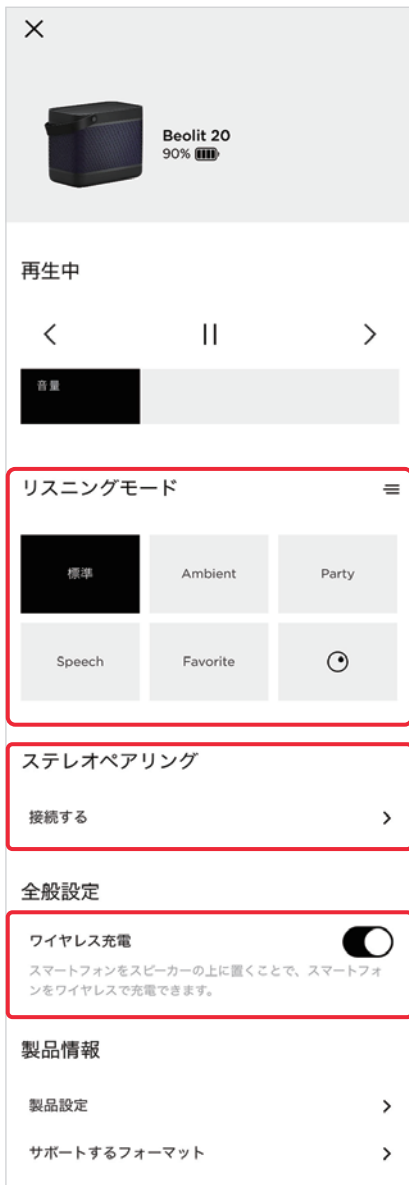 Beolit 20
90%
再生中
音量
リスニングモード
標準
Ambient
Party
Speech
Favorite
ステレオペアリング
接続する
全般設定
ワイヤレス充電
スマートフォンをスピーカーの上に置くことで、スマートフォ
ンをワイヤレスで充電できます。
製品情報
製品設定
サポートするフォーマット